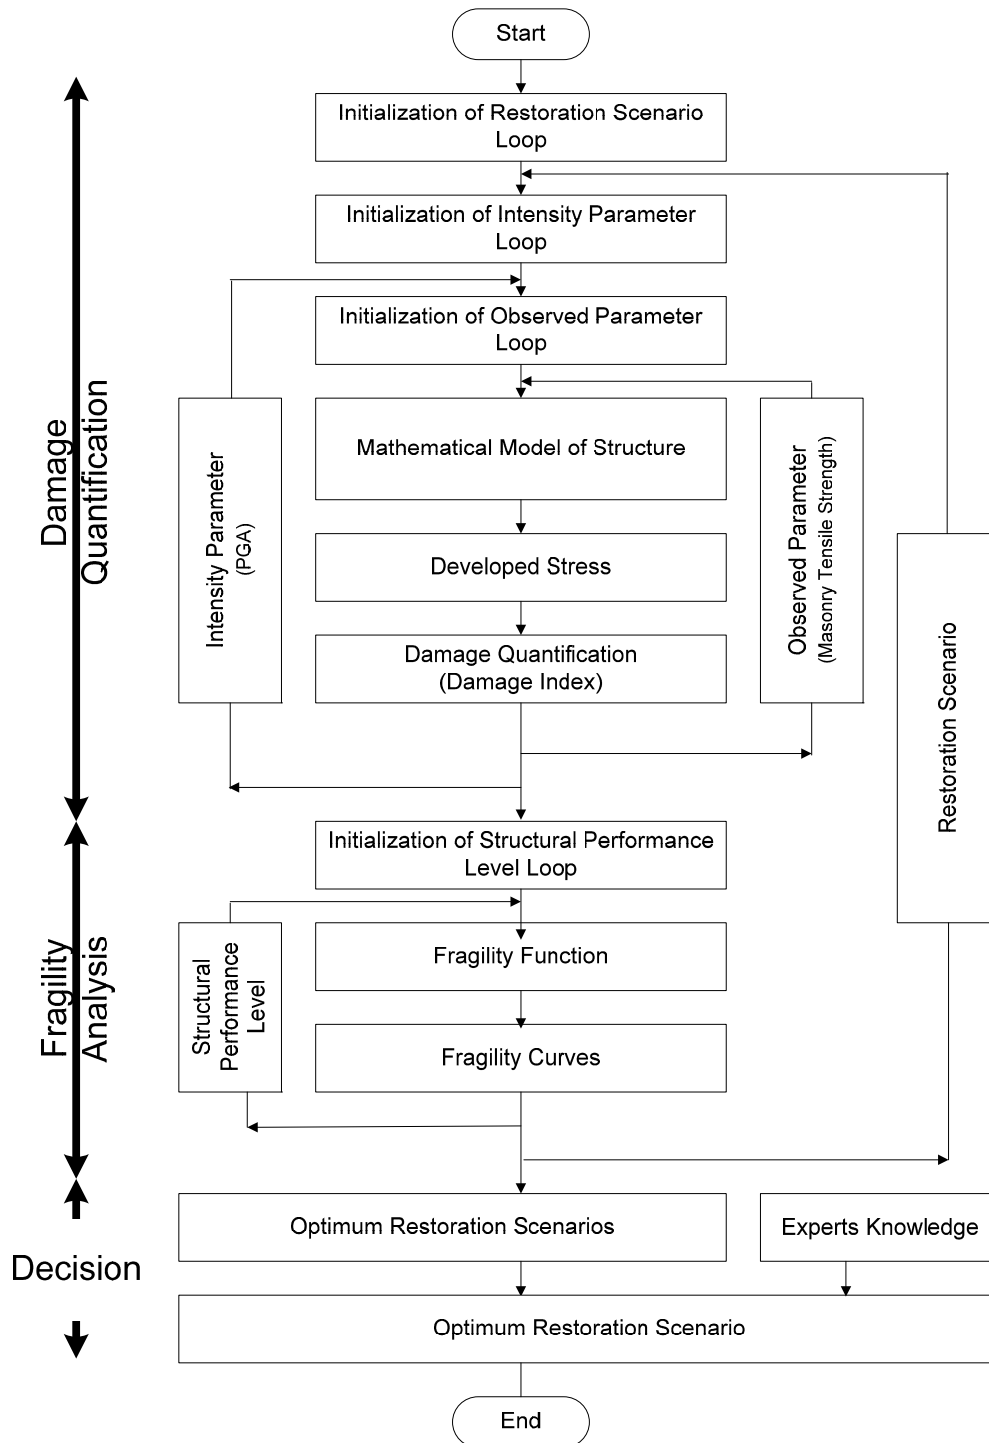 Start
Initialization of Restoration Scenario
Loop
Initialization of Intensity Parameter
Loop
Initialization of Observed Parameter
Loop
Damage
Quantification
Intensity Parameter
(PGA)
Mathematical Model of Structure
Observed Parameter
(Masonry Tensile Strength)
Developed Stress
Damage Quantification
(Damage Index)
Restoration Scenario
Initialization of Structural Performance
Level Loop
Fragility
Analysis
Structural
Performance
Level
Fragility Function
Fragility Curves
Decision
Optimum Restoration Scenarios
Experts Knowledge
Optimum Restoration Scenario
End